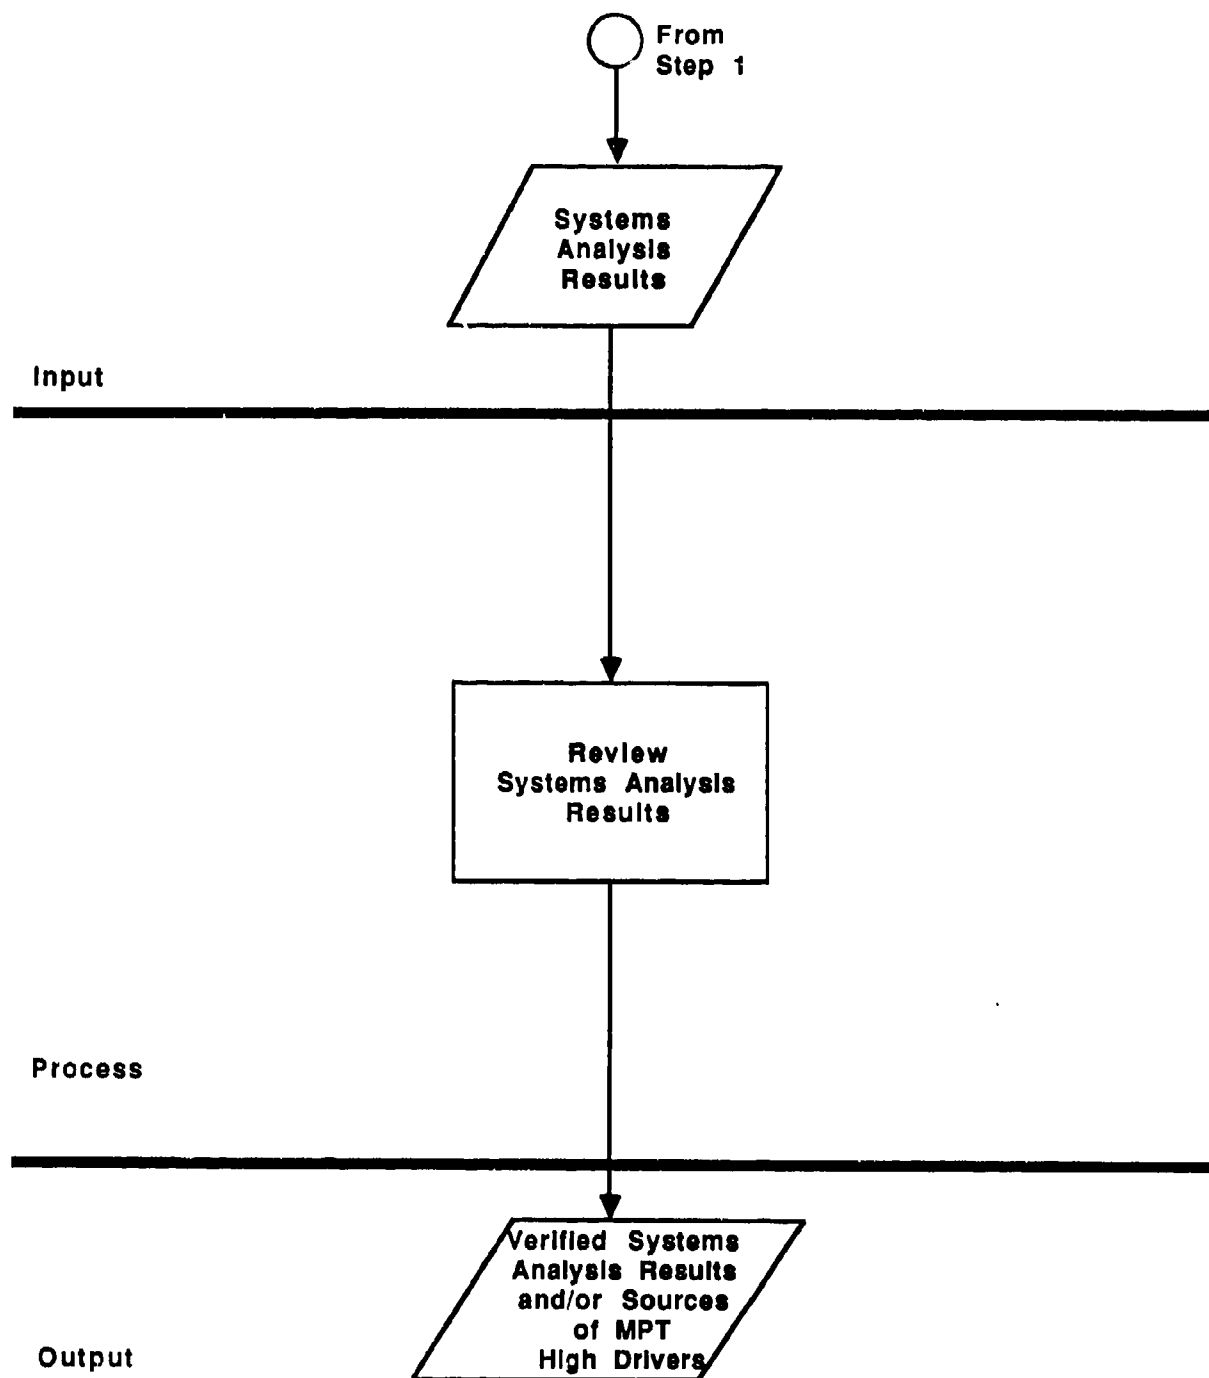 From
Step 1
Systems
Analysis
Results
Input
Review
Systems Analysis
Results
Process
Verified Systems
Analysis Results
and/or Sources
of MPT
High Drivers
Output